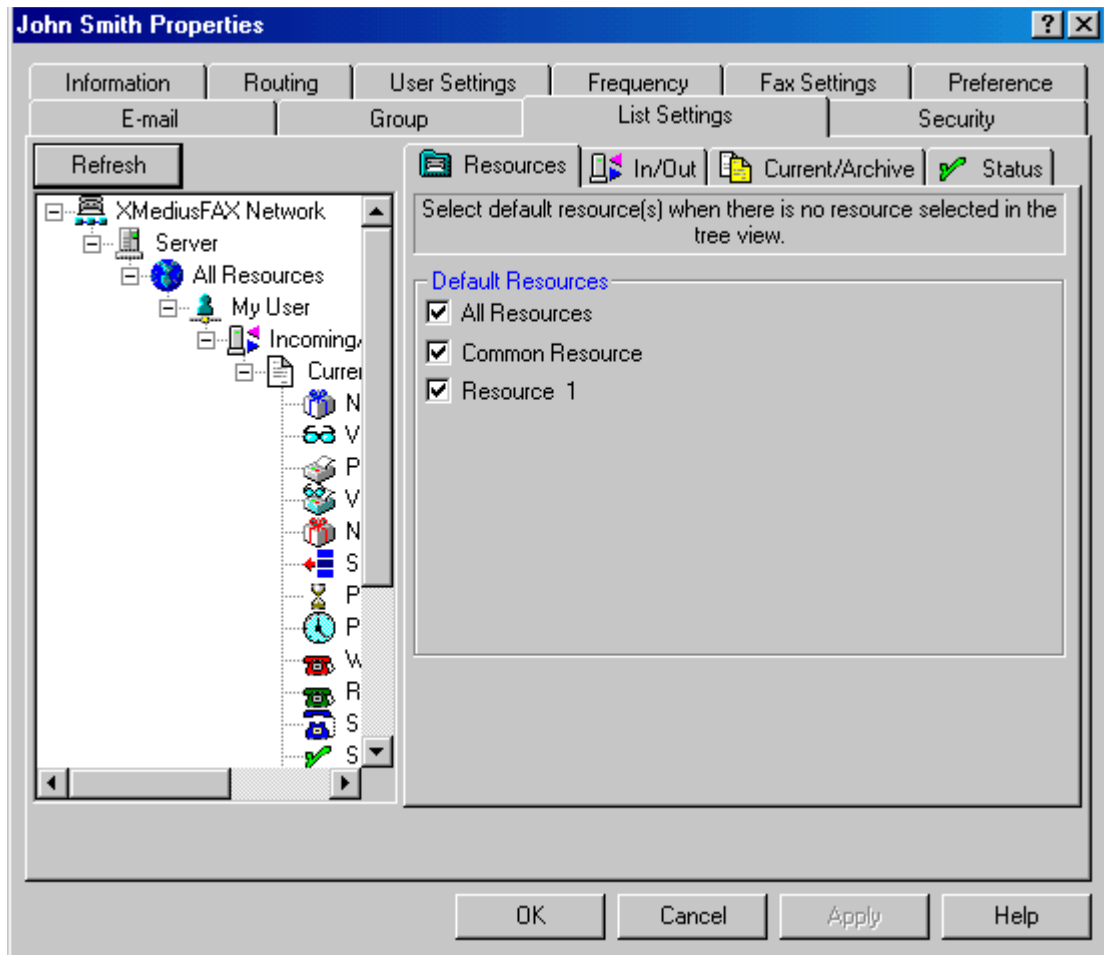 John Smith Properties
Information Routing User Settings Frequency Fax Settings Preference
E-mail Group List Settings Security
Refresh
XMediusFAX Network
Server
All Resources
My User
Incoming/
Currer
N
V
P
V
N
S
P
P
W
R
S
S
Resources In/Out Current/Archive Status
Select default resource(s) when there is no resource selected in the
tree view.
Default Resources
All Resources
Common Resource
Resource 1
OK Cancel Apply Help